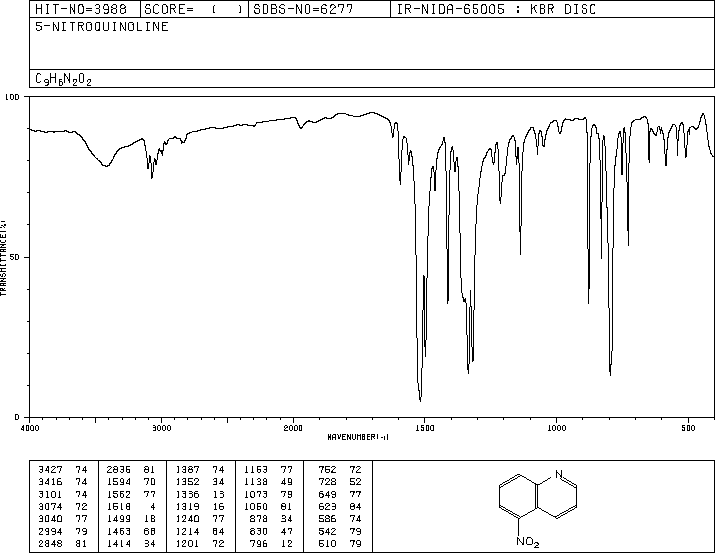 HIT-NO=3988 SCORE= ( ) SDBS-NO=6277 IR-NIDA-65005 : KBR DISC
5-NITROQUINOLINE
C9H6N2O2
100
50
0
TRANSMITTANCE(%)
4000 3000 2000 1500 1000 500
WAVENUMBER(-1)
3427 74 2836 81 1387 74 1153 77 752 72
3416 74 1594 70 1352 34 1138 49 728 52
3101 74 1562 77 1336 13 1073 79 649 77
3074 72 1518 4 1319 16 1050 81 623 84
3040 77 1499 18 1240 77 878 34 586 74
2994 79 1463 68 1214 64 830 47 542 79
2848 81 1414 34 1201 72 796 12 510 79
N
NO2